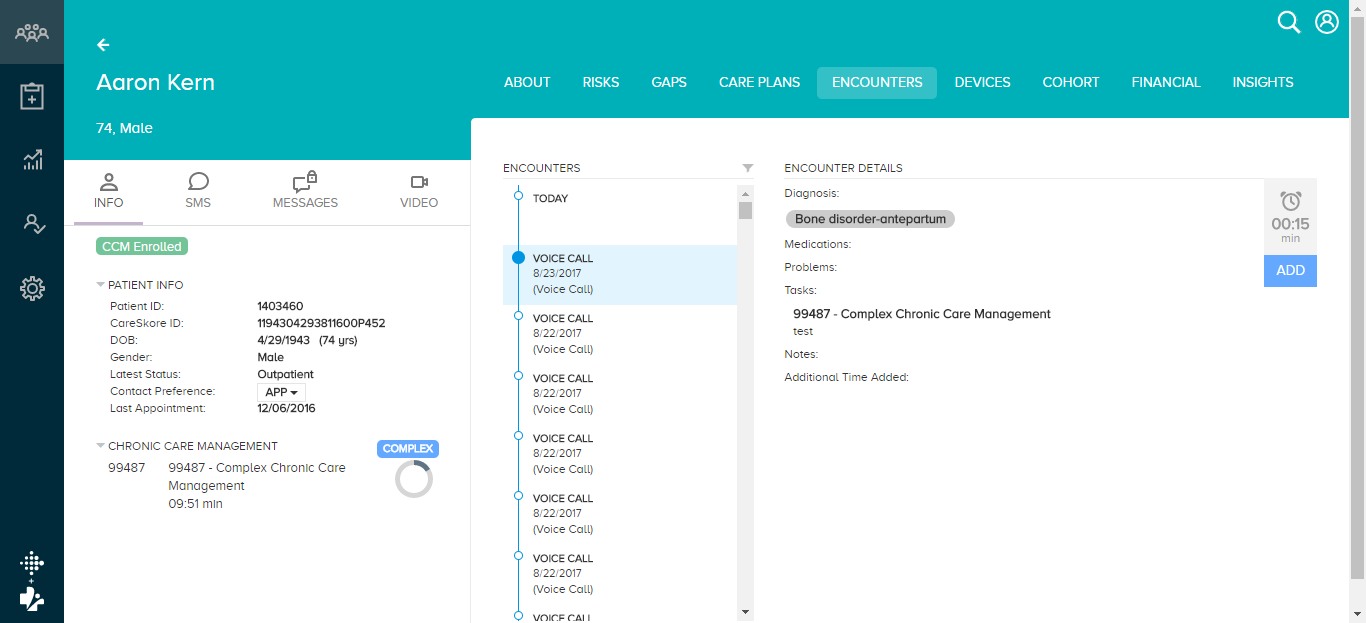 Aaron Kern
74, Male
ABOUT RISKS GAPS CARE PLANS ENCOUNTERS DEVICES COHORT FINANCIAL INSIGHTS
INFO SMS MESSAGES VIDEO
CCM Enrolled
PATIENT INFO
Patient ID: 1403460
CareSkore ID: 1194304293811600P452
DOB: 4/29/1943 (74 yrs)
Gender: Male
Latest Status: Outpatient
Contact Preference: APP
Last Appointment: 12/06/2016
CHRONIC CARE MANAGEMENT COMPLEX
99487 99487 - Complex Chronic Care
Management
09:51 min
ENCOUNTERS
TODAY
VOICE CALL
8/23/2017
(Voice Call)
VOICE CALL
8/22/2017
(Voice Call)
VOICE CALL
8/22/2017
(Voice Call)
VOICE CALL
8/22/2017
(Voice Call)
VOICE CALL
8/22/2017
(Voice Call)
VOICE CALL
8/22/2017
(Voice Call)
VOICE CALL
ENCOUNTER DETAILS
Diagnosis:
Bone disorder-antepartum
Medications:
Problems:
Tasks:
99487 - Complex Chronic Care Management
test
Notes:
Additional Time Added:
00:15
min
ADD